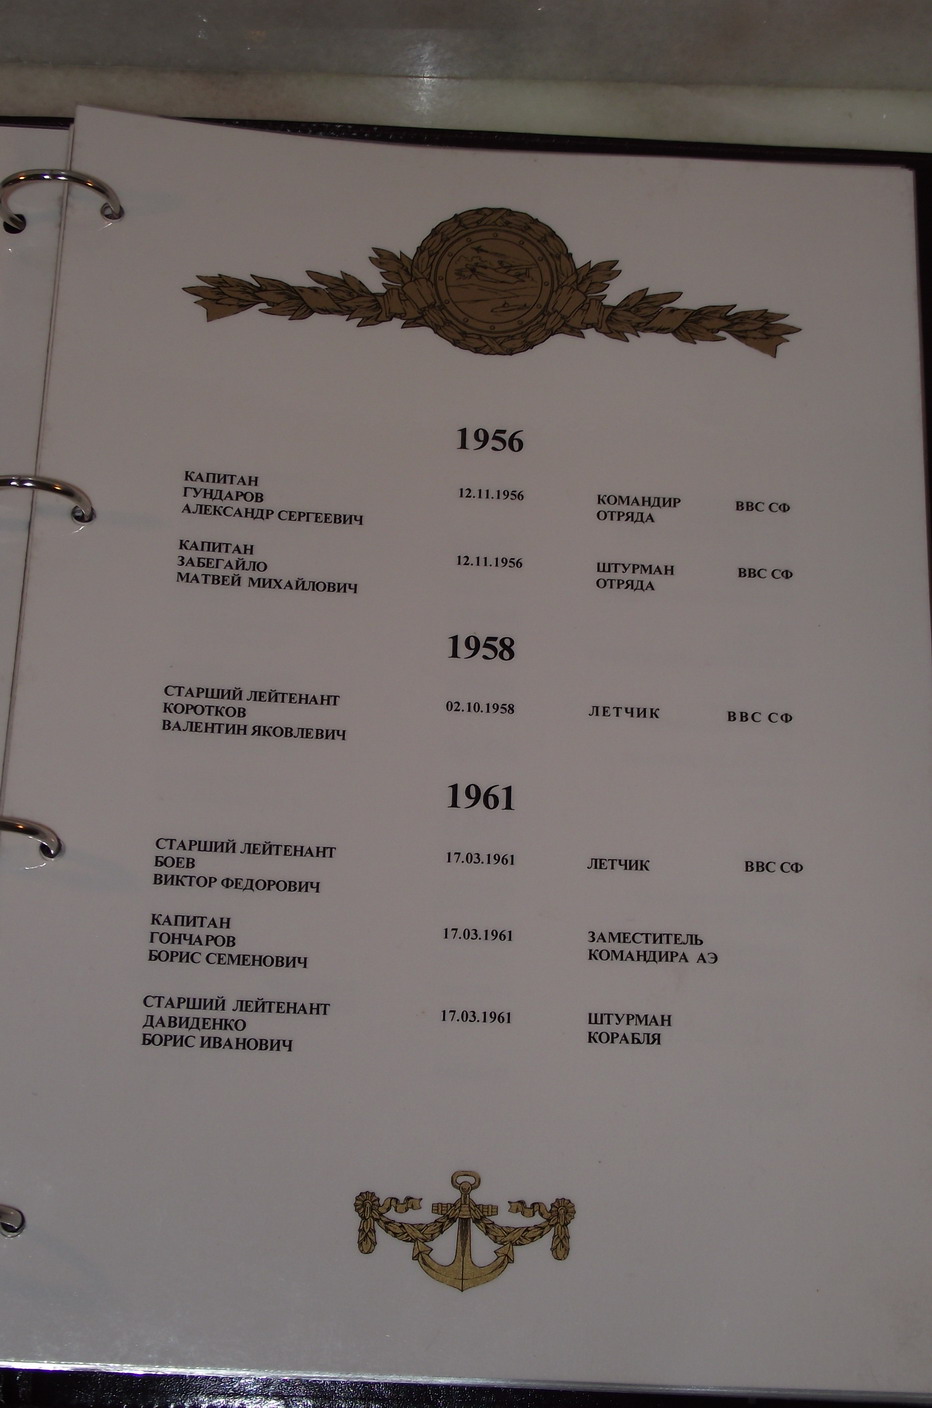 1956
КАПИТАН
ГУНДАРОВ
АЛЕКСАНДР СЕРГЕЕВИЧ
12.11.1956
КОМАНДИР
ОТРЯДА
ВВС СФ
КАПИТАН
ЗАБЕГАЙЛО
МАТВЕЙ МИХАЙЛОВИЧ
12.11.1956
ШТУРМАН
ОТРЯДА
ВВС СФ
1958
СТАРШИЙ ЛЕЙТЕНАНТ
КОРОТКОВ
ВАЛЕНТИН ЯКОВЛЕВИЧ
02.10.1958
ЛЕТЧИК
ВВС СФ
1961
СТАРШИЙ ЛЕЙТЕНАНТ
БОЕВ
ВИКТОР ФЕДОРОВИЧ
17.03.1961
ЛЕТЧИК
ВВС СФ
КАПИТАН
ГОНЧАРОВ
БОРИС СЕМЕНОВИЧ
17.03.1961
ЗАМЕСТИТЕЛЬ
КОМАНДИРА АЭ
СТАРШИЙ ЛЕЙТЕНАНТ
ДАВИДЕНКО
БОРИС ИВАНОВИЧ
17.03.1961
ШТУРМАН
КОРАБЛЯ